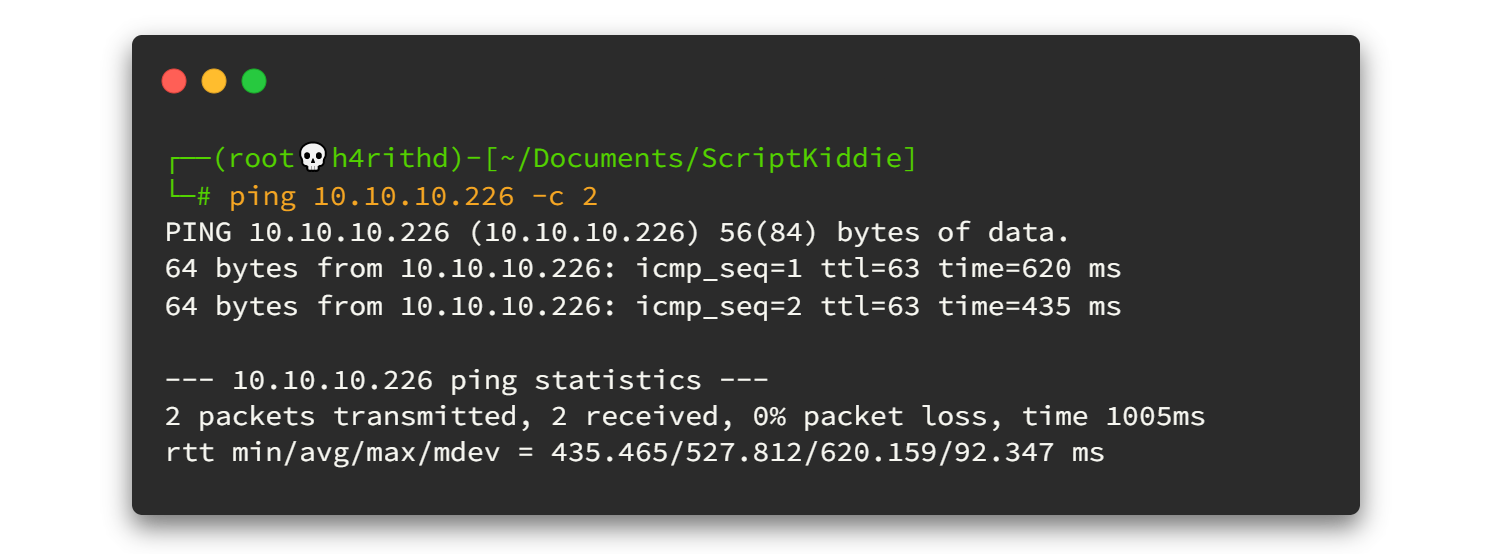 ┌──(root💀h4rithd)-[~/Documents/ScriptKiddie]
└─# ping 10.10.10.226 -c 2
PING 10.10.10.226 (10.10.10.226) 56(84) bytes of data.
64 bytes from 10.10.10.226: icmp_seq=1 ttl=63 time=620 ms
64 bytes from 10.10.10.226: icmp_seq=2 ttl=63 time=435 ms
--- 10.10.10.226 ping statistics ---
2 packets transmitted, 2 received, 0% packet loss, time 1005ms
rtt min/avg/max/mdev = 435.465/527.812/620.159/92.347 ms